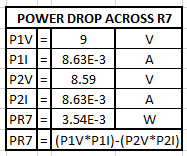 POWER DROP ACROSS R7
P1V = 9 V
P1I = 8.63E-3 A
P2V = 8.59 V
P2I = 8.63E-3 A
PR7 = 3.54E-3 W
PR7 = (P1V*P1I)-(P2V*P2I)